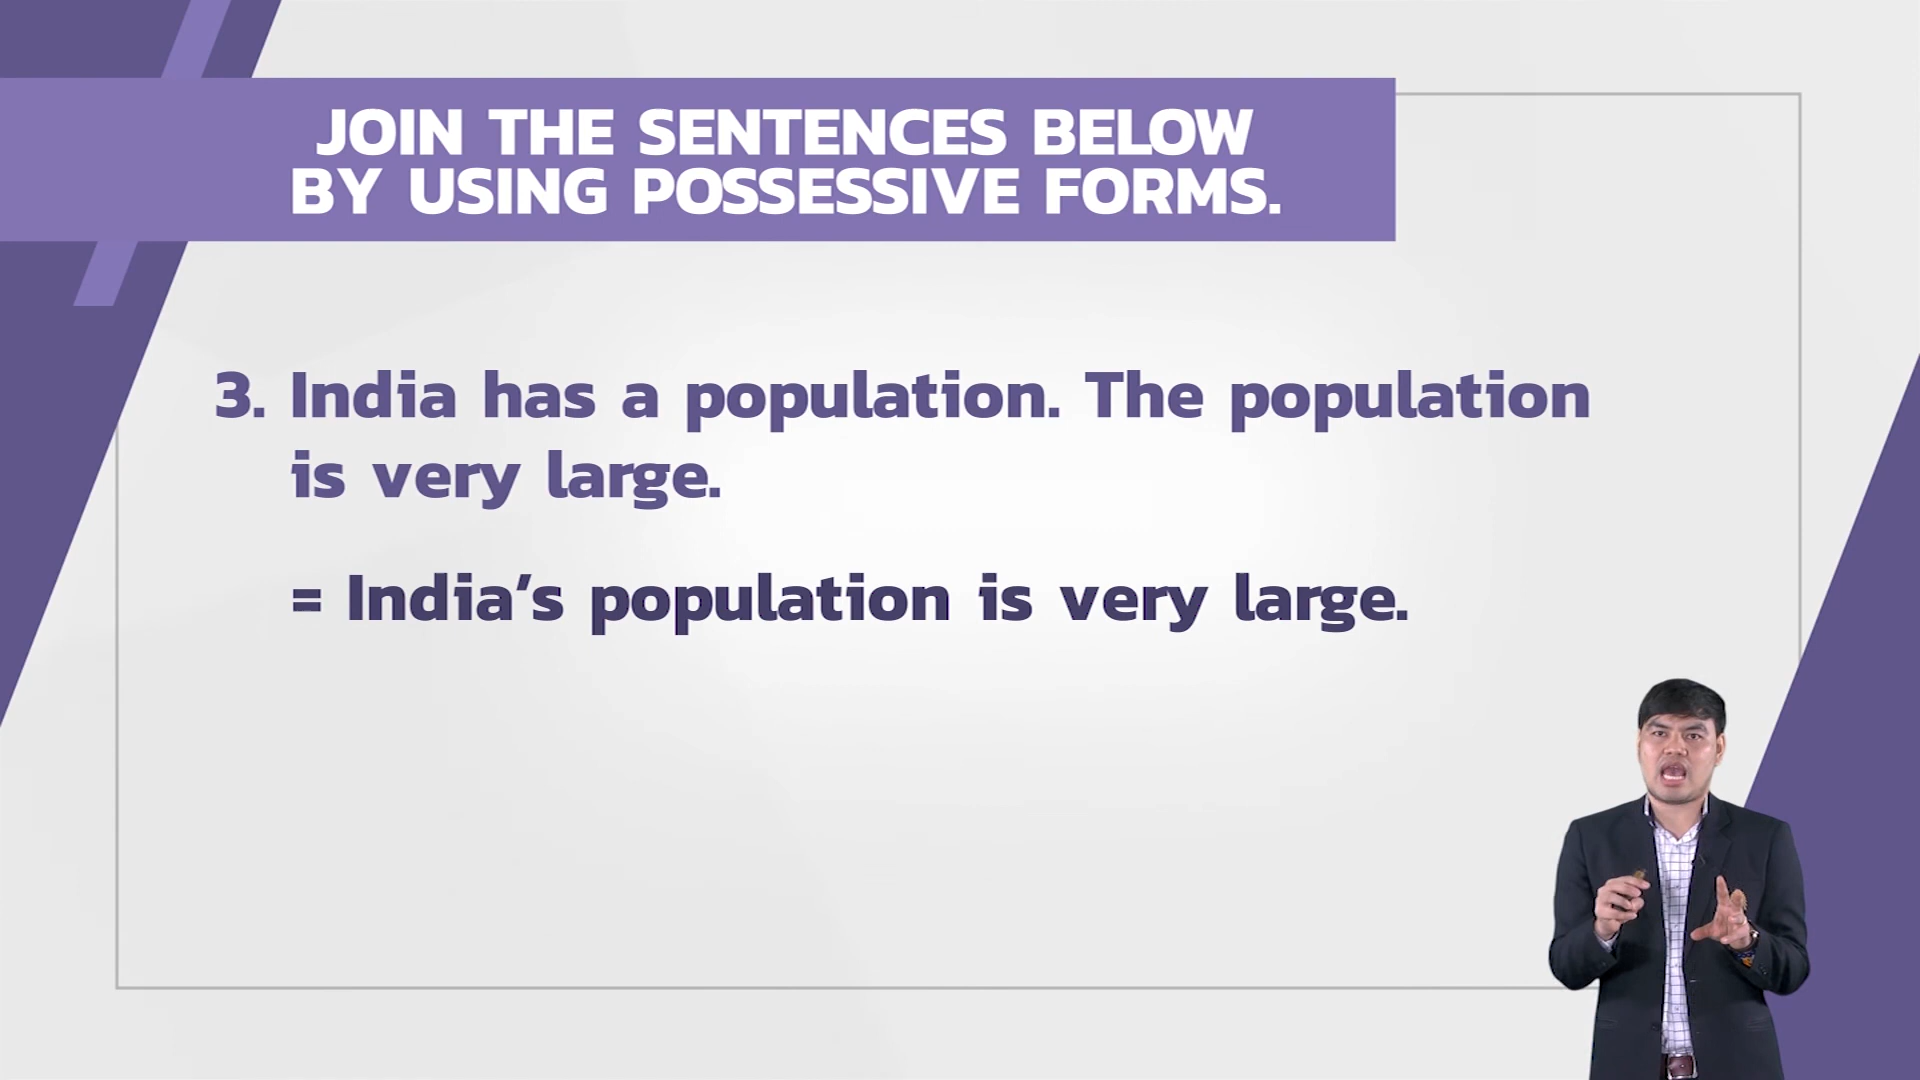 JOIN THE SENTENCES BELOW
BY USING POSSESSIVE FORMS.
3. India has a population. The population
is very large.
= India’s population is very large.